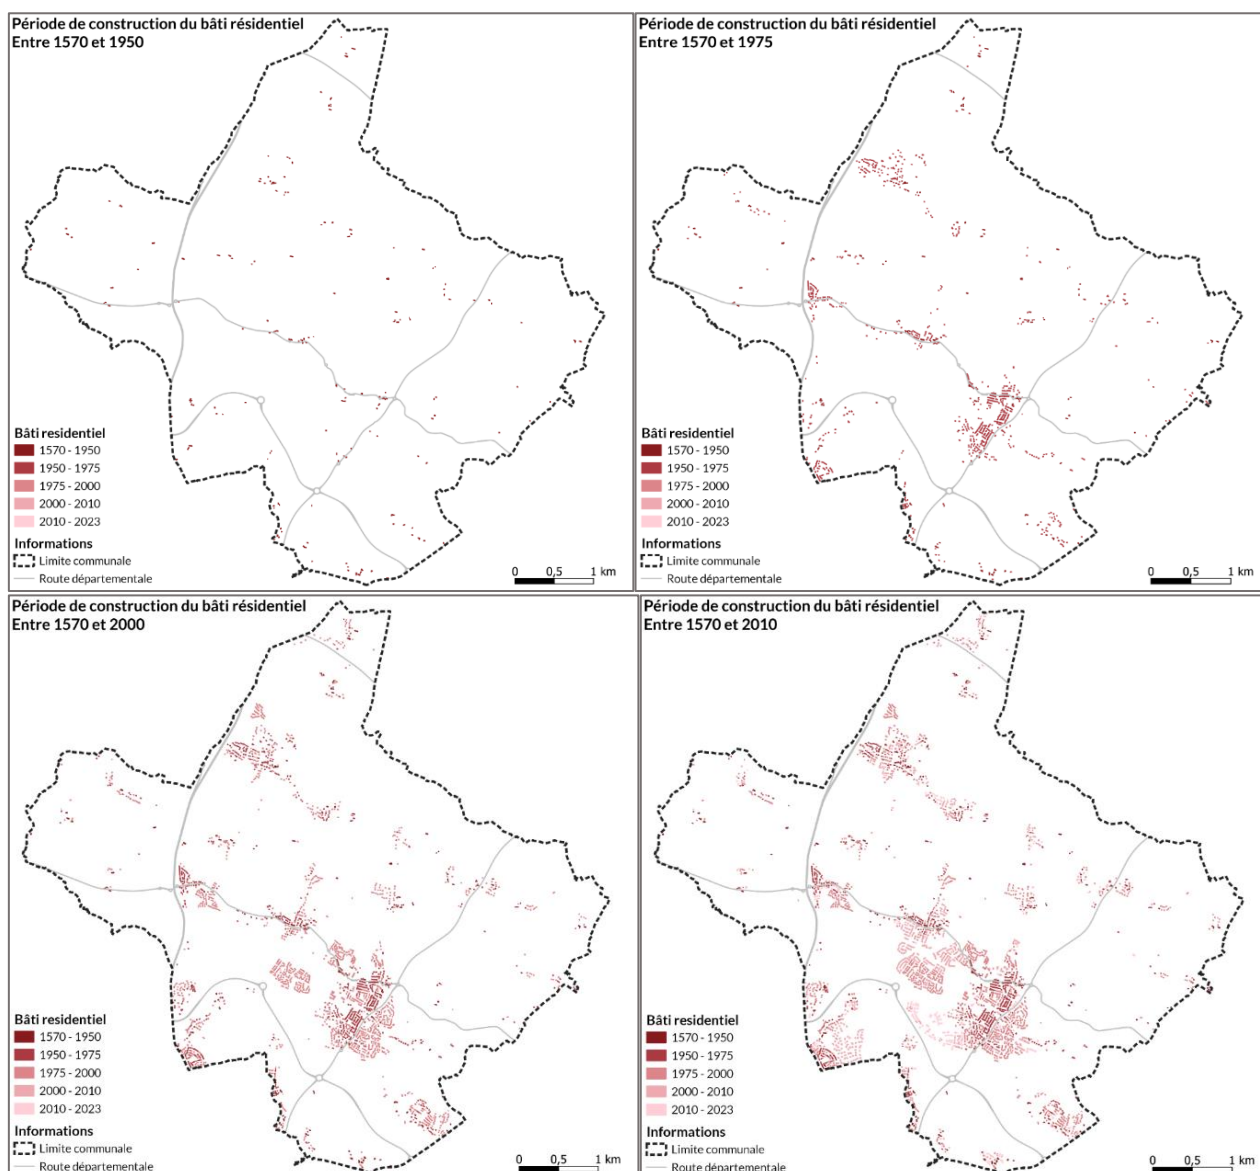 Période de construction du bâti résidentiel
Entre 1570 et 1950
Bâti residentiel
1570 - 1950
1950 - 1975
1975 - 2000
2000 - 2010
2010 - 2023
Informations
Limite communale
Route départementale
0 0,5 1 km
Période de construction du bâti résidentiel
Entre 1570 et 1975
Bâti residentiel
1570 - 1950
1950 - 1975
1975 - 2000
2000 - 2010
2010 - 2023
Informations
Limite communale
Route départementale
0 0,5 1 km
Période de construction du bâti résidentiel
Entre 1570 et 2000
Bâti residentiel
1570 - 1950
1950 - 1975
1975 - 2000
2000 - 2010
2010 - 2023
Informations
Limite communale
Route départementale
0 0,5 1 km
Période de construction du bâti résidentiel
Entre 1570 et 2010
Bâti residentiel
1570 - 1950
1950 - 1975
1975 - 2000
2000 - 2010
2010 - 2023
Informations
Limite communale
Route départementale
0 0,5 1 km